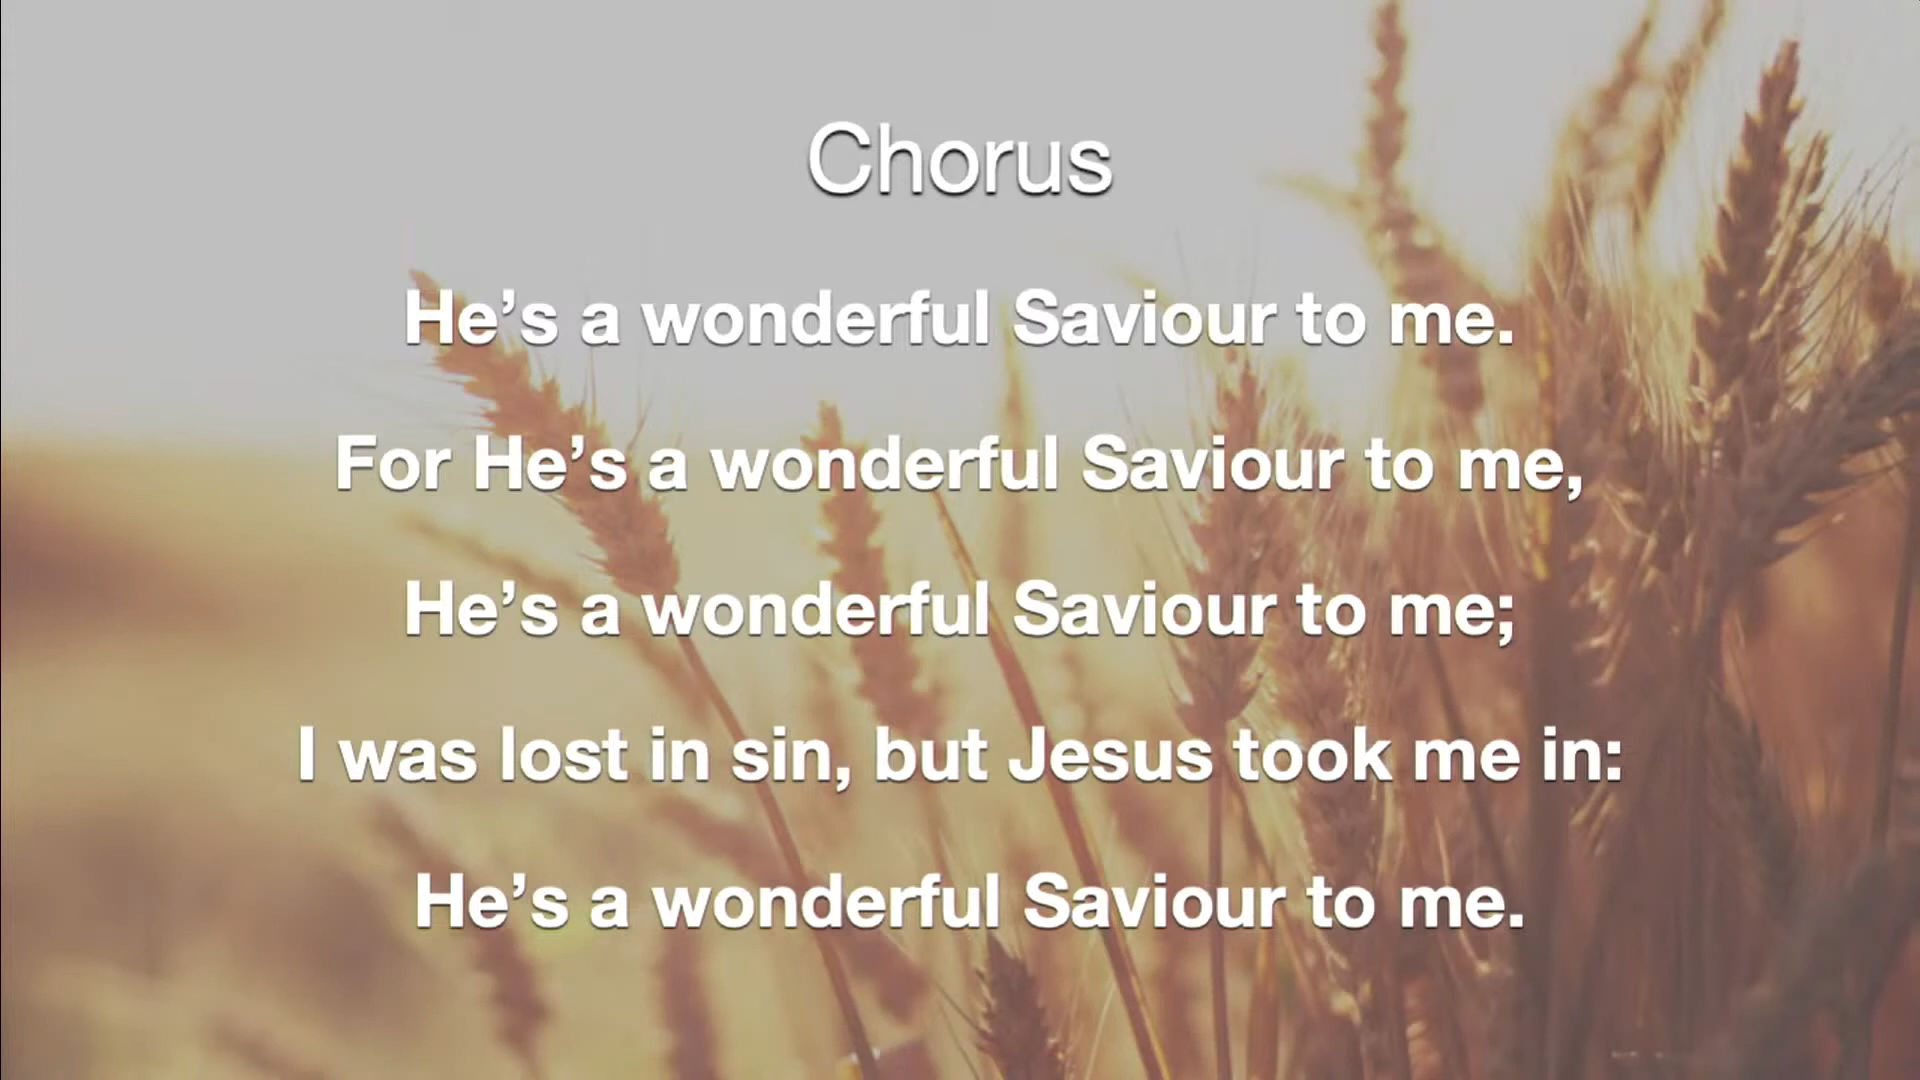 Chorus
He’s a wonderful Saviour to me.
For He’s a wonderful Saviour to me,
He’s a wonderful Saviour to me;
I was lost in sin, but Jesus took me in:
He’s a wonderful Saviour to me.